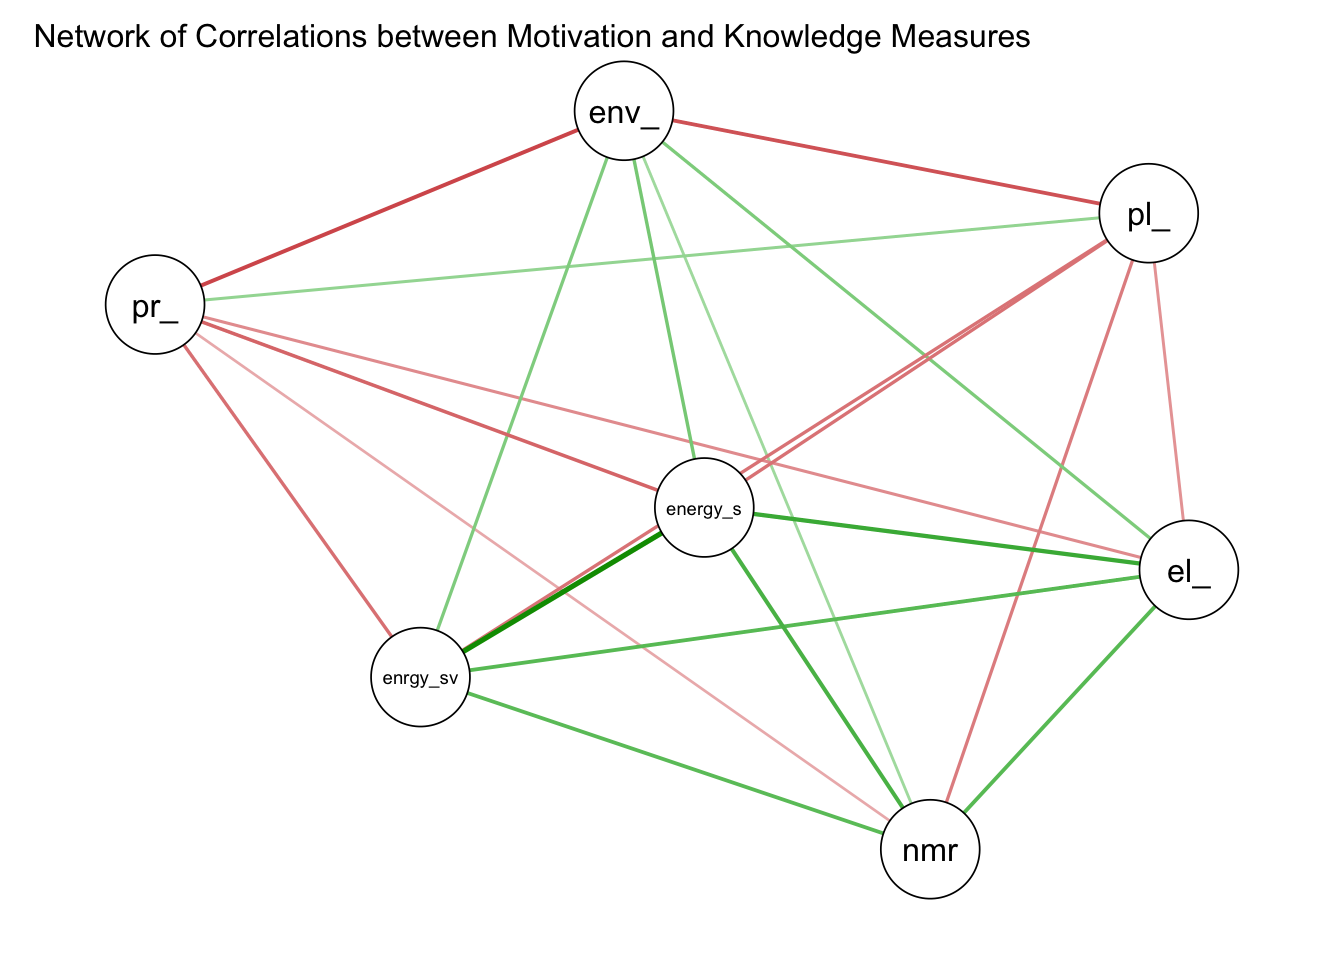 Network of Correlations between Motivation and Knowledge Measures
env_
pl_
pr_
energy_s
el_
enrgy_sv
nmr